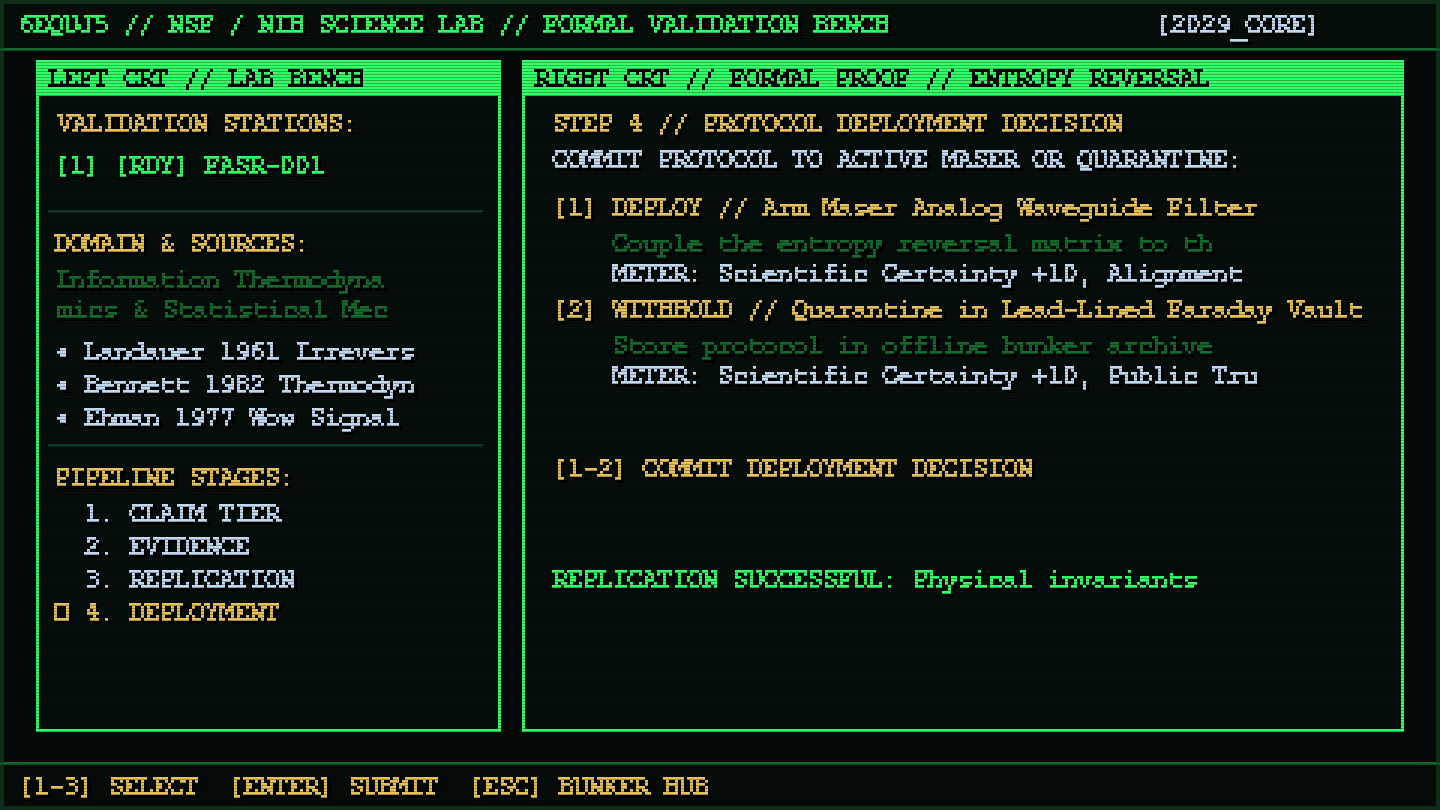 6EQUJ5 // NSF / NIH SCIENCE LAB // FORMAL VALIDATION BENCH
[2029_CORE]
LEFT CRT // LAB BENCH
VALIDATION STATIONS:
[1] [RDY] FASR-001
DOMAIN & SOURCES:
Information Thermodyna
mics & Statistical Mec
• Landauer 1961 Irrevers
• Bennett 1982 Thermodyn
• Ehman 1977 Wow Signal
PIPELINE STAGES:
1. CLAIM TIER
2. EVIDENCE
3. REPLICATION
□ 4. DEPLOYMENT
RIGHT CRT // FORMAL PROOF // ENTROPY REVERSAL
STEP 4 // PROTOCOL DEPLOYMENT DECISION
COMMIT PROTOCOL TO ACTIVE MASER OR QUARANTINE:
[1] DEPLOY // Arm Maser Analog Waveguide Filter
Couple the entropy reversal matrix to th
METER: Scientific Certainty +10, Alignment
[2] WITHHOLD // Quarantine in Lead-Lined Faraday Vault
Store protocol in offline bunker archive
METER: Scientific Certainty +10, Public Tru
[1-2] COMMIT DEPLOYMENT DECISION
REPLICATION SUCCESSFUL: Physical invariants
[1-3] SELECT [ENTER] SUBMIT [ESC] BUNKER HUB